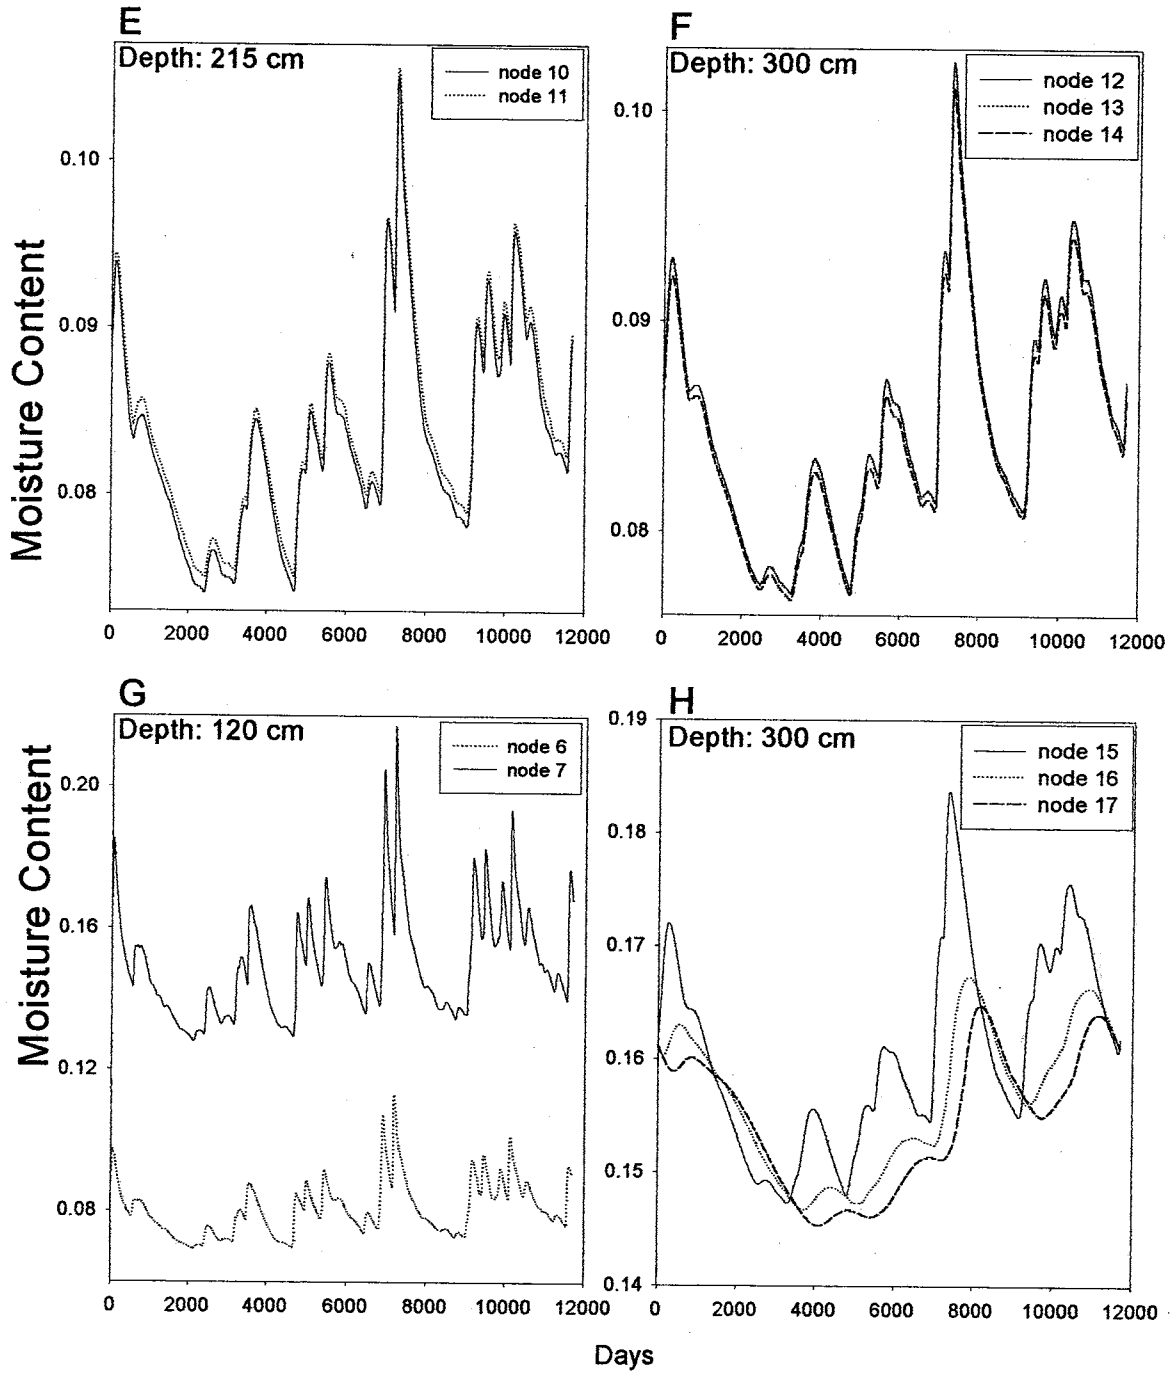 E
Depth: 215 cm
node 10
node 11
0.10
0.09
0.08
0 2000 4000 6000 8000 10000 12000
F
Depth: 300 cm
node 12
node 13
node 14
0.10
0.09
0.08
0 2000 4000 6000 8000 10000 12000
Moisture Content
G
Depth: 120 cm
node 6
node 7
0.20
0.16
0.12
0.08
0 2000 4000 6000 8000 10000 12000
H
Depth: 300 cm
node 15
node 16
node 17
0.19
0.18
0.17
0.16
0.15
0.14
0 2000 4000 6000 8000 10000 12000
Moisture Content
Days